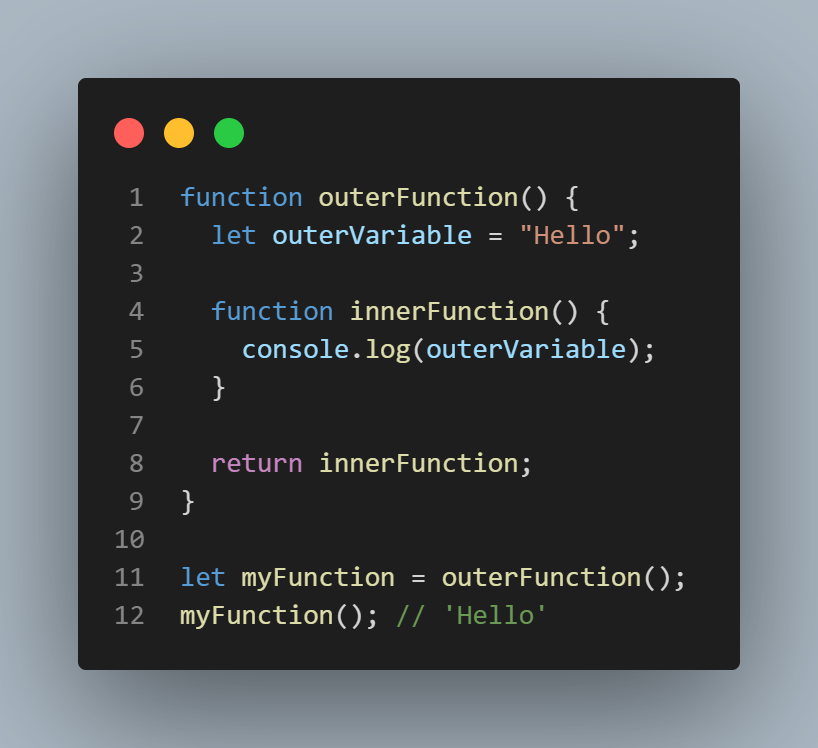 1 function outerFunction() {
2   let outerVariable = "Hello";
3
4   function innerFunction() {
5     console.log(outerVariable);
6   }
7
8   return innerFunction;
9 }
10
11 let myFunction = outerFunction();
12 myFunction(); // 'Hello'